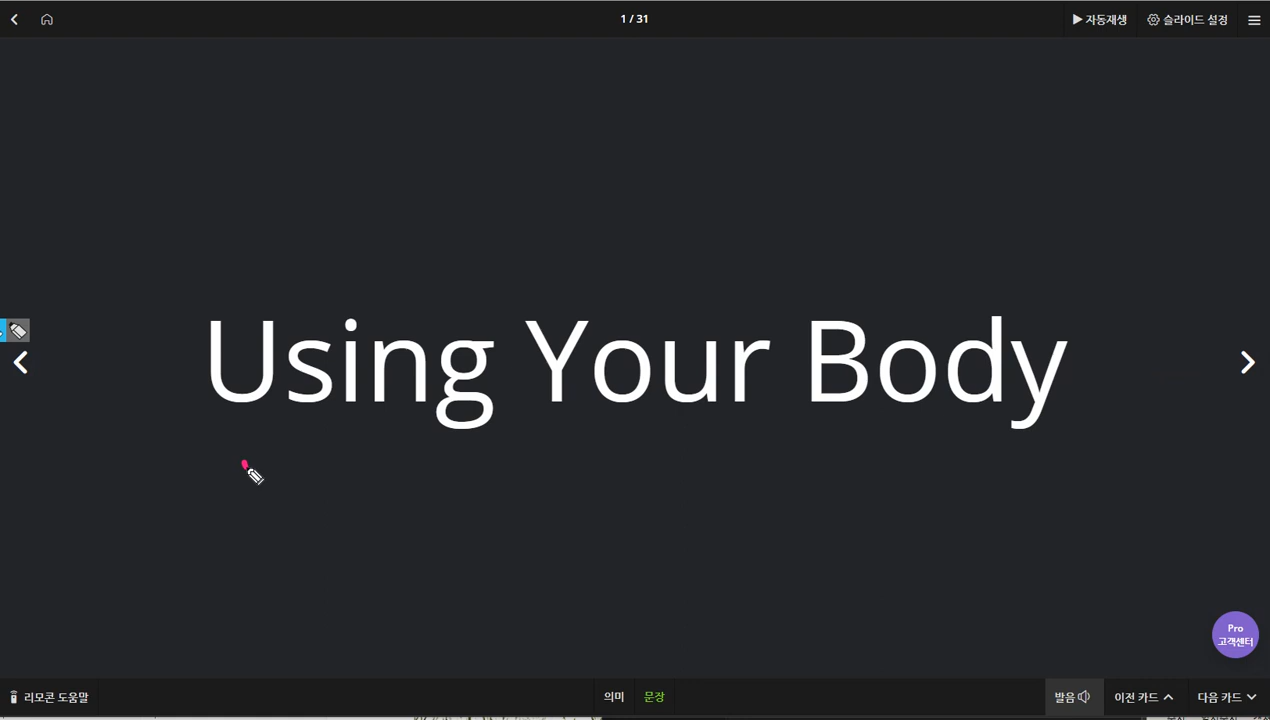 1 / 31
자동재생
슬라이드 설정
Using Your Body
Pro
고객센터
리모콘 도움말
의미
문장
발음
이전 카드
다음 카드